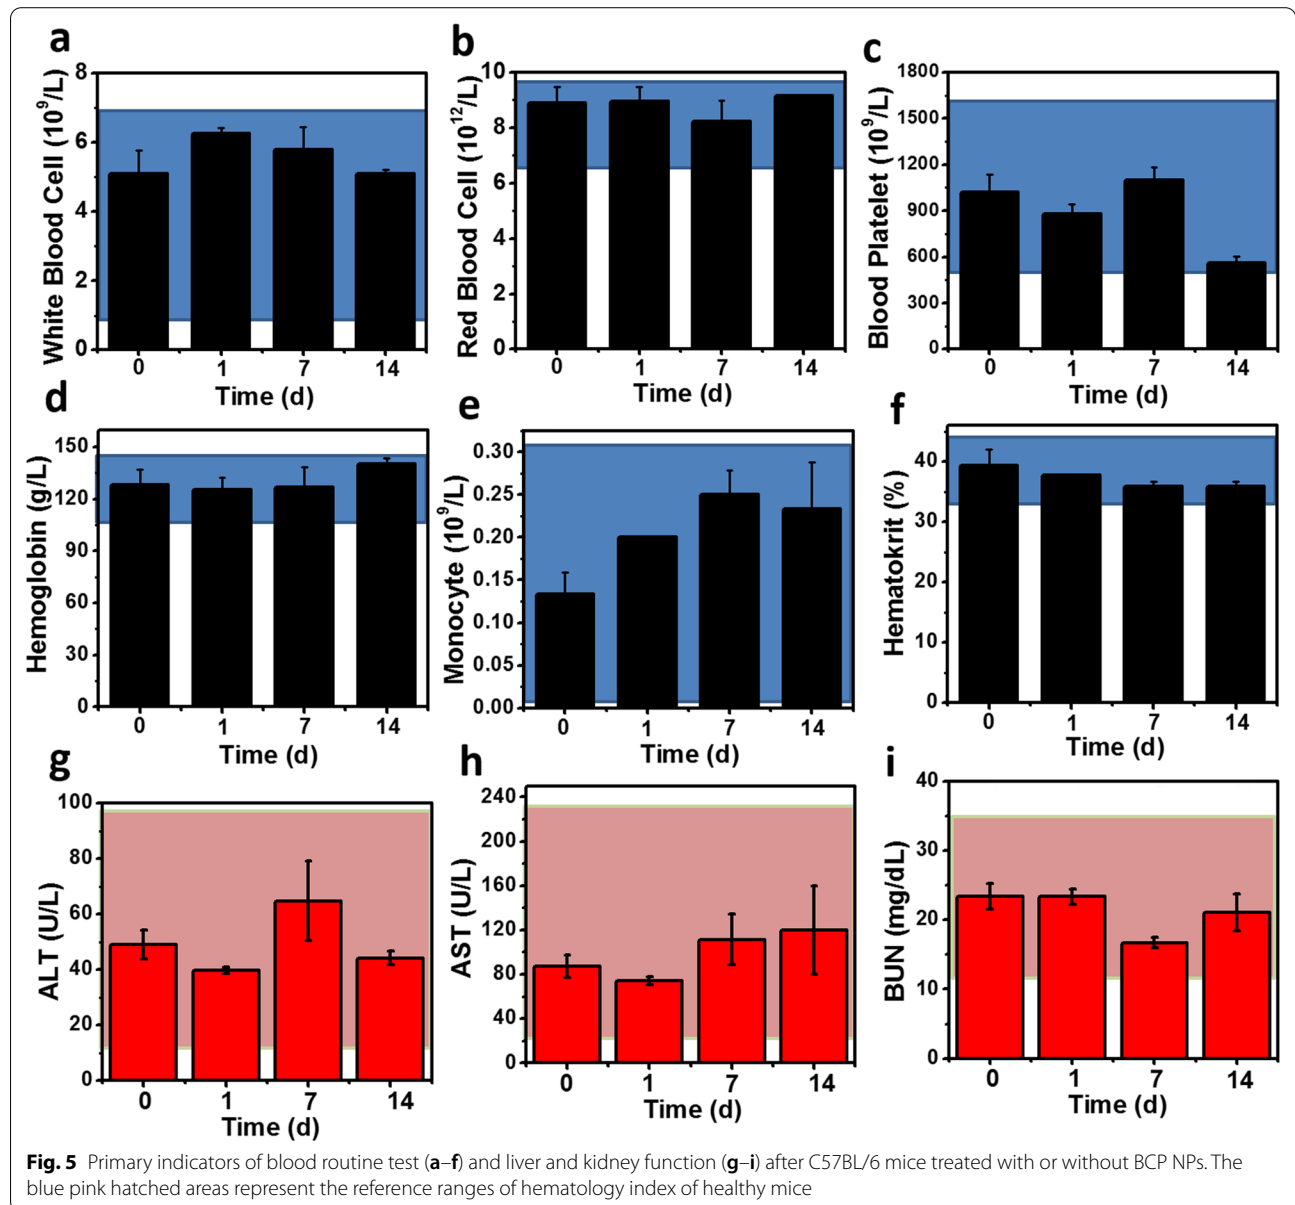 a
White Blood Cell (10⁹/L)
8
6
4
2
0
0 1 7 14
Time (d)
b
Red Blood Cell (10¹²/L)
10
8
6
4
2
0
0 1 7 14
Time (d)
c
Blood Platelet (10⁹/L)
1800
1500
1200
900
600
300
0
0 1 7 14
Time (d)
d
Hemoglobin (g/L)
150
120
90
60
30
0
0 1 7 14
Time (d)
e
Monocyte (10⁹/L)
0.30
0.25
0.20
0.15
0.10
0.05
0.00
0 1 7 14
Time (d)
f
Hematokrit (%)
40
30
20
10
0
0 1 7 14
Time (d)
g
ALT (U/L)
100
80
60
40
20
0
0 1 7 14
Time (d)
h
AST (U/L)
240
200
160
120
80
40
0
0 1 7 14
Time (d)
i
BUN (mg/dL)
40
30
20
10
0
0 1 7 14
Time (d)
Fig. 5 Primary indicators of blood routine test (a–f) and liver and kidney function (g–i) after C57BL/6 mice treated with or without BCP NPs. The
blue pink hatched areas represent the reference ranges of hematology index of healthy mice